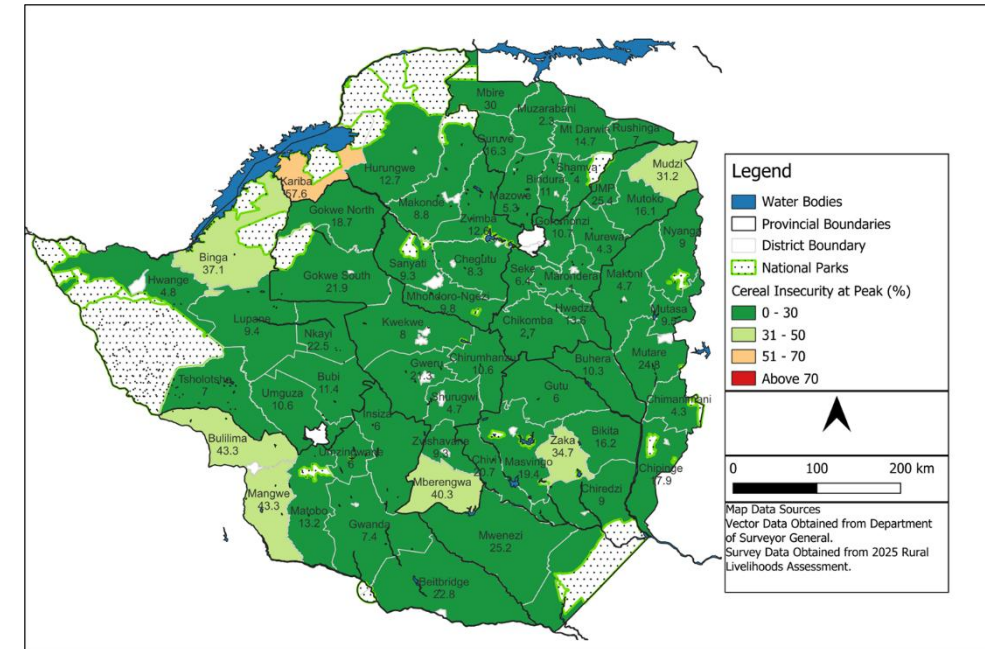 Mbire
30
Muzarabani
2.3
Mt Darwin
14.7
Rushinga
7
Guruve
16.3
Shamva
4
Mudzi
31.2
Kariba
57.6
Hurungwe
12.7
Bindura
11
UMP
25.4
Mazowe
5.3
Mutoko
16.1
Makonde
8.8
Gokwe North
18.7
Zvimba
12.6
Goromonzi
10.7
Murewa
4.3
Nyanga
9
Binga
37.1
Hwange
4.8
Gokwe South
21.9
Sanyati
9.3
Chegutu
8.3
Seke
6.4
Marondera
Makoni
4.7
Mhondoro-Ngezi
9.8
Lupane
9.4
Nkayi
22.5
Kwekwe
8
Chikomba
2.7
Hwedza
13.6
Mutasa
Mutare
24.8
Tsholotsho
7
Umguza
10.6
Bubi
11.4
Gweru
Chirumhanzu
10.6
Buhera
10.3
Shurugwi
4.7
Gutu
6
Chimanimani
4.3
Insiza
6
Bulilima
43.3
Umzingwane
6
Zvishavane
Chivi
20.7
Masvingo
19.4
Zaka
34.7
Bikita
16.2
Chipinge
17.9
Mangwe
43.3
Matobo
13.2
Mberengwa
40.3
Chiredzi
9
Gwanda
7.4
Mwenezi
25.2
Beitbridge
22.8
Legend
Water Bodies
Provincial Boundaries
District Boundary
National Parks
Cereal Insecurity at Peak (%)
0 - 30
31 - 50
51 - 70
Above 70
0 100 200 km
Map Data Sources
Vector Data Obtained from Department
of Surveyor General.
Survey Data Obtained from 2025 Rural
Livelihoods Assessment.